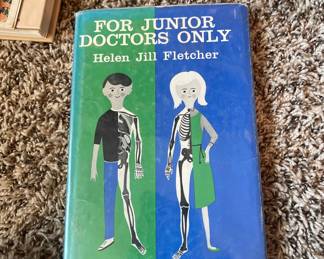 FOR JUNIOR
DOCTORS ONLY
Helen Jill Fletcher